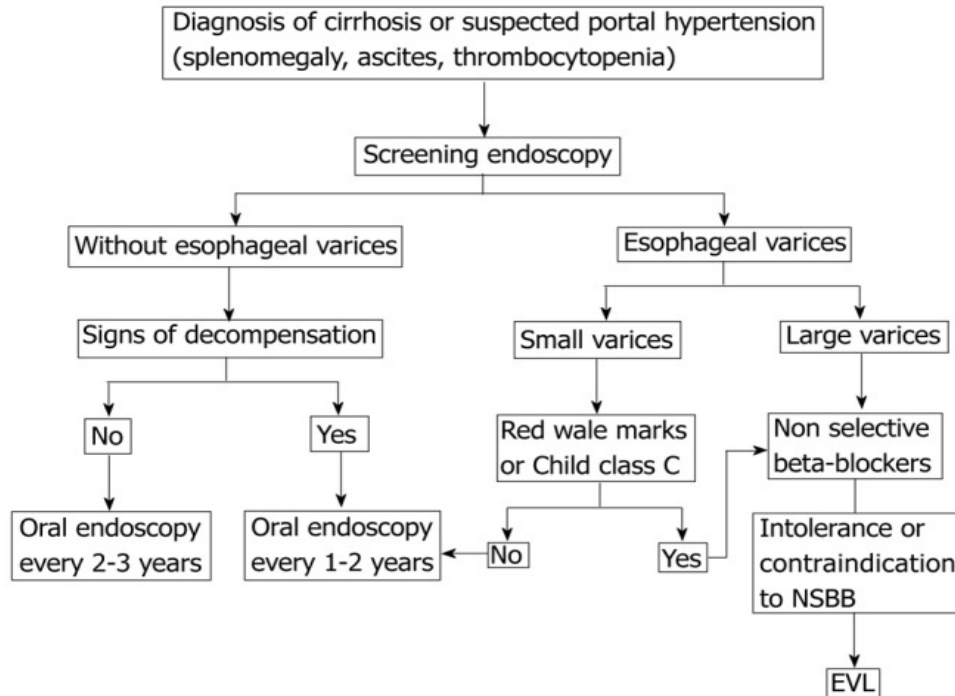 Diagnosis of cirrhosis or suspected portal hypertension
(splenomegaly, ascites, thrombocytopenia)
Screening endoscopy
Without esophageal varices
Esophageal varices
Signs of decompensation
Small varices
Large varices
No
Yes
Red wale marks
or Child class C
Non selective
beta-blockers
Oral endoscopy
every 2-3 years
Oral endoscopy
every 1-2 years
No
Yes
Intolerance or
contraindication
to NSBB
EVL